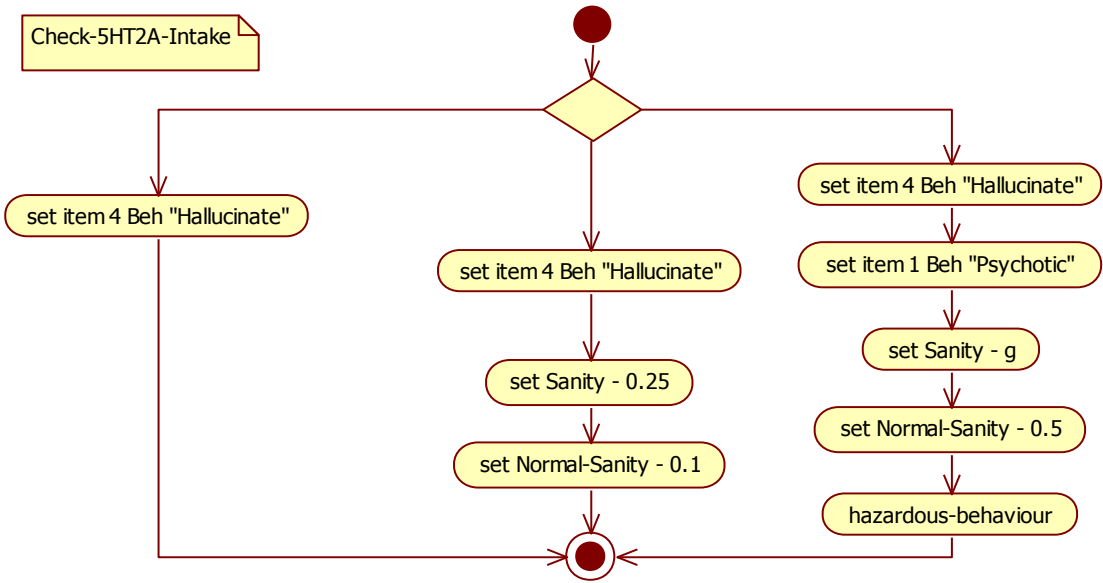 Check-5HT2A-Intake
set item 4 Beh "Hallucinate"
set item 4 Beh "Hallucinate"
set Sanity - 0.25
set Normal-Sanity - 0.1
set item 4 Beh "Hallucinate"
set item 1 Beh "Psychotic"
set Sanity - g
set Normal-Sanity - 0.5
hazardous-behaviour